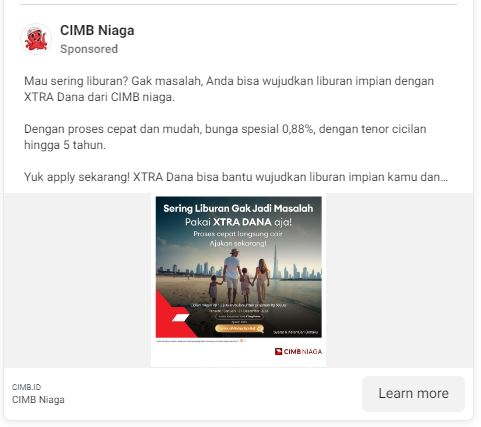 CIMB Niaga
Sponsored
Mau sering liburan? Gak masalah, Anda bisa wujudkan liburan impian dengan
XTRA Dana dari CIMB niaga.
Dengan proses cepat dan mudah, bunga spesial 0,88%, dengan tenor cicilan
hingga 5 tahun.
Yuk apply sekarang! XTRA Dana bisa bantu wujudkan liburan impian kamu dan...
Sering Liburan Gak Jadi Masalah
Pakai XTRA DANA aja!
Proses cepat langsung cair
Ajukan sekarang!
Syarat & Ketentuan Berlaku
CIMB NIAGA
CIMB.ID
CIMB Niaga
Learn more